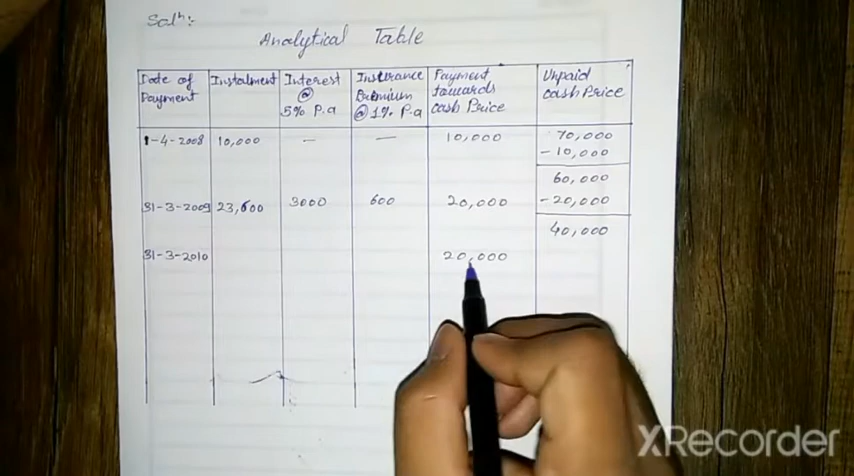 Solⁿ:
Analytical Table
Date of Payment Instalment Interest @ 5% P.a Insurance Premium @ 1% P.a Payment towards cash Price Unpaid cash Price
1-4-2008 10,000 — — 10,000 70,000
- 10,000
60,000
31-3-2009 23,600 3000 600 20,000 - 20,000
40,000
31-3-2010 20,000
XRecorder